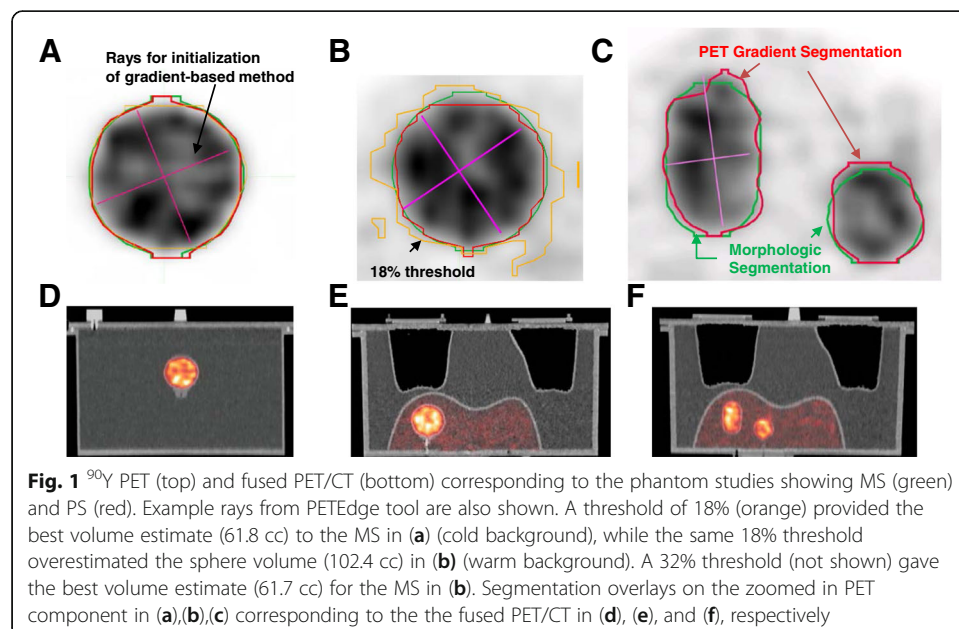 A
Rays for initialization
of gradient-based method
B
18% threshold
C
PET Gradient Segmentation
Morphologic
Segmentation
D
E
F
Fig. 1 ⁹⁰Y PET (top) and fused PET/CT (bottom) corresponding to the phantom studies showing MS (green)
and PS (red). Example rays from PETEdge tool are also shown. A threshold of 18% (orange) provided the
best volume estimate (61.8 cc) to the MS in (a) (cold background), while the same 18% threshold
overestimated the sphere volume (102.4 cc) in (b) (warm background). A 32% threshold (not shown) gave
the best volume estimate (61.7 cc) for the MS in (b). Segmentation overlays on the zoomed in PET
component in (a),(b),(c) corresponding to the the fused PET/CT in (d), (e), and (f), respectively